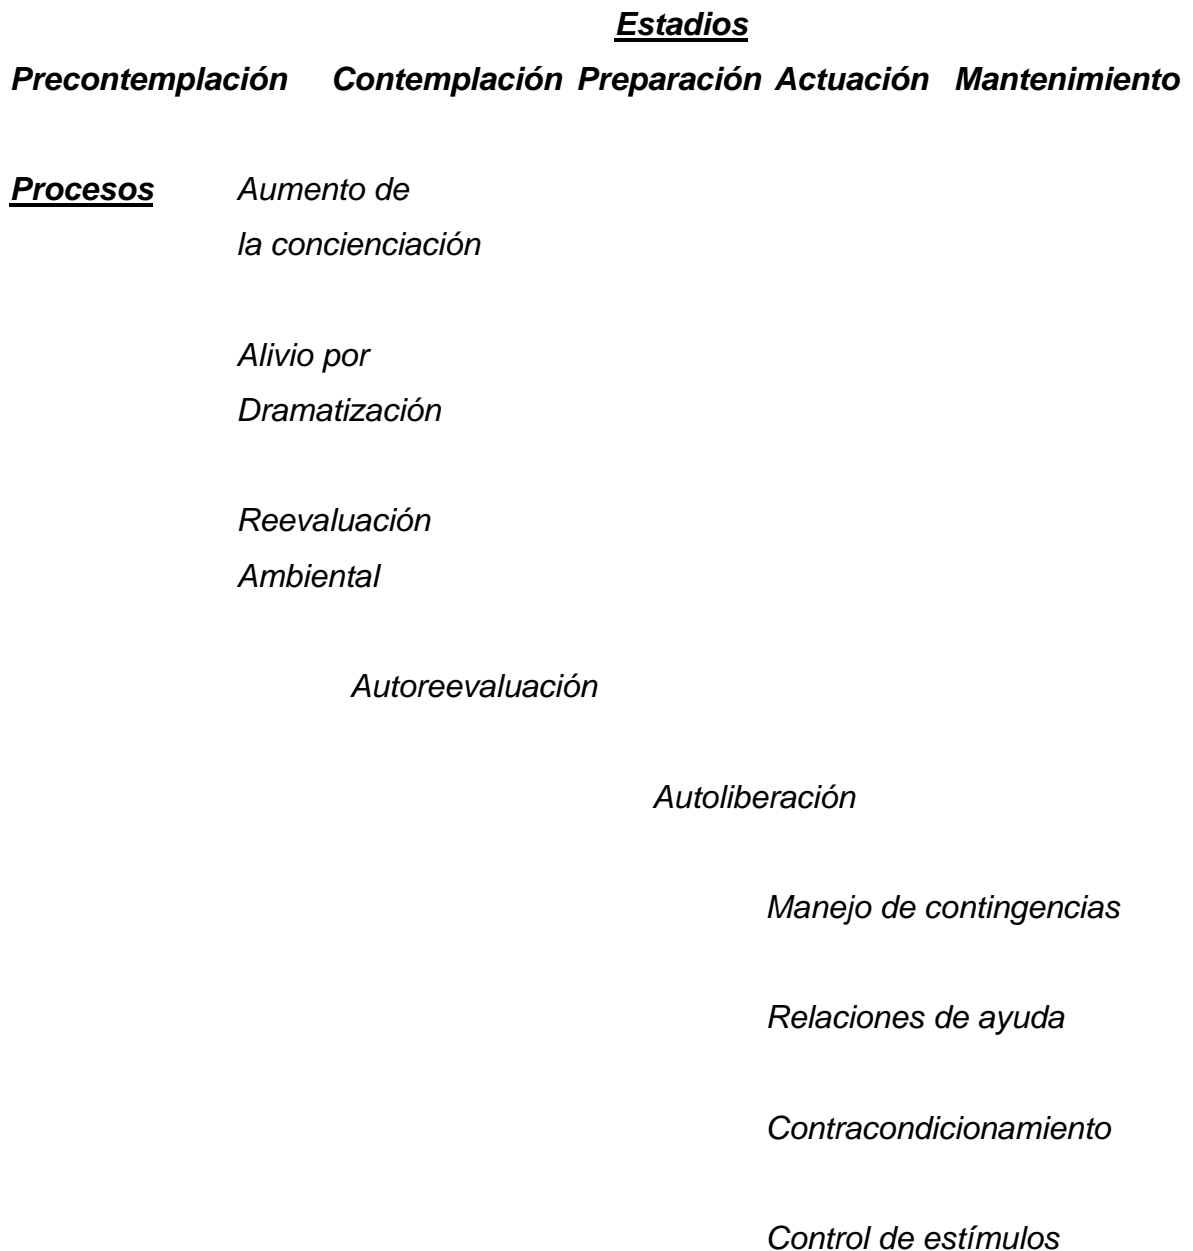 Estadios
Precontemplación Contemplación Preparación Actuación Mantenimiento
Procesos Aumento de
la concienciación
Alivio por
Dramatización
Reevaluación
Ambiental
Autoreevaluación
Autoliberación
Manejo de contingencias
Relaciones de ayuda
Contracondicionamiento
Control de estímulos